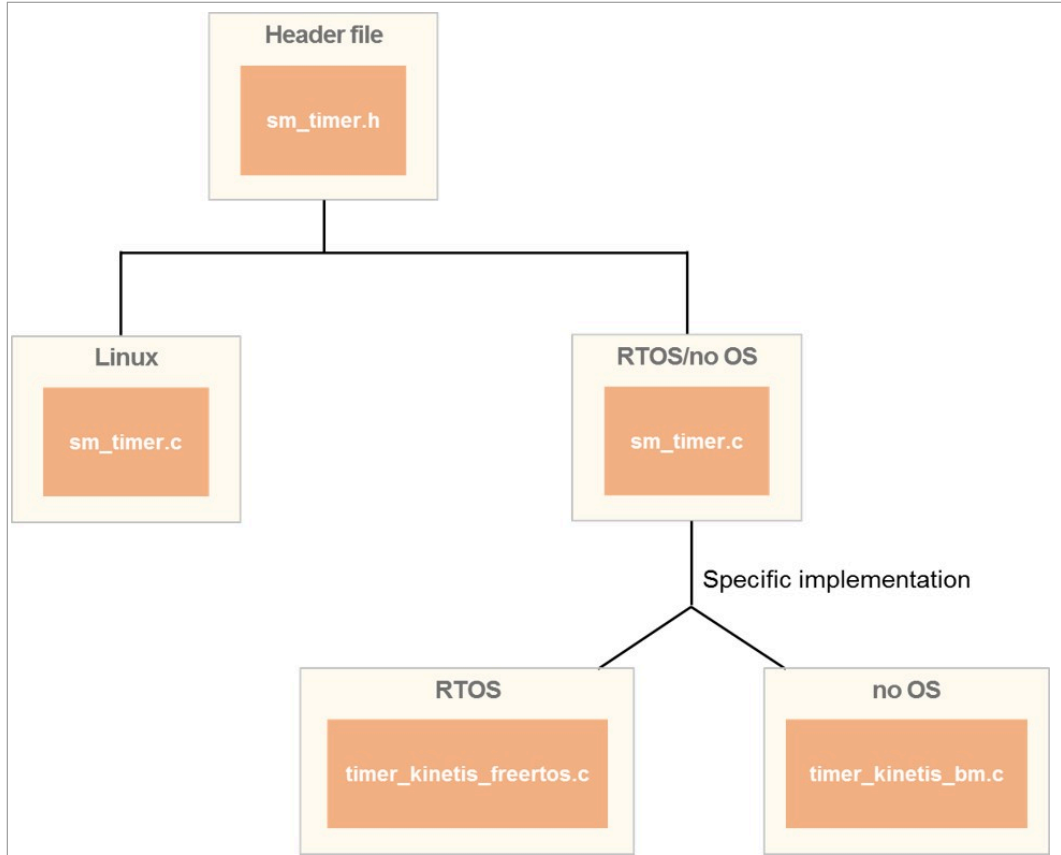 Header file
sm_timer.h
Linux
sm_timer.c
RTOS/no OS
sm_timer.c
Specific implementation
RTOS
timer_kinetis_freertos.c
no OS
timer_kinetis_bm.c